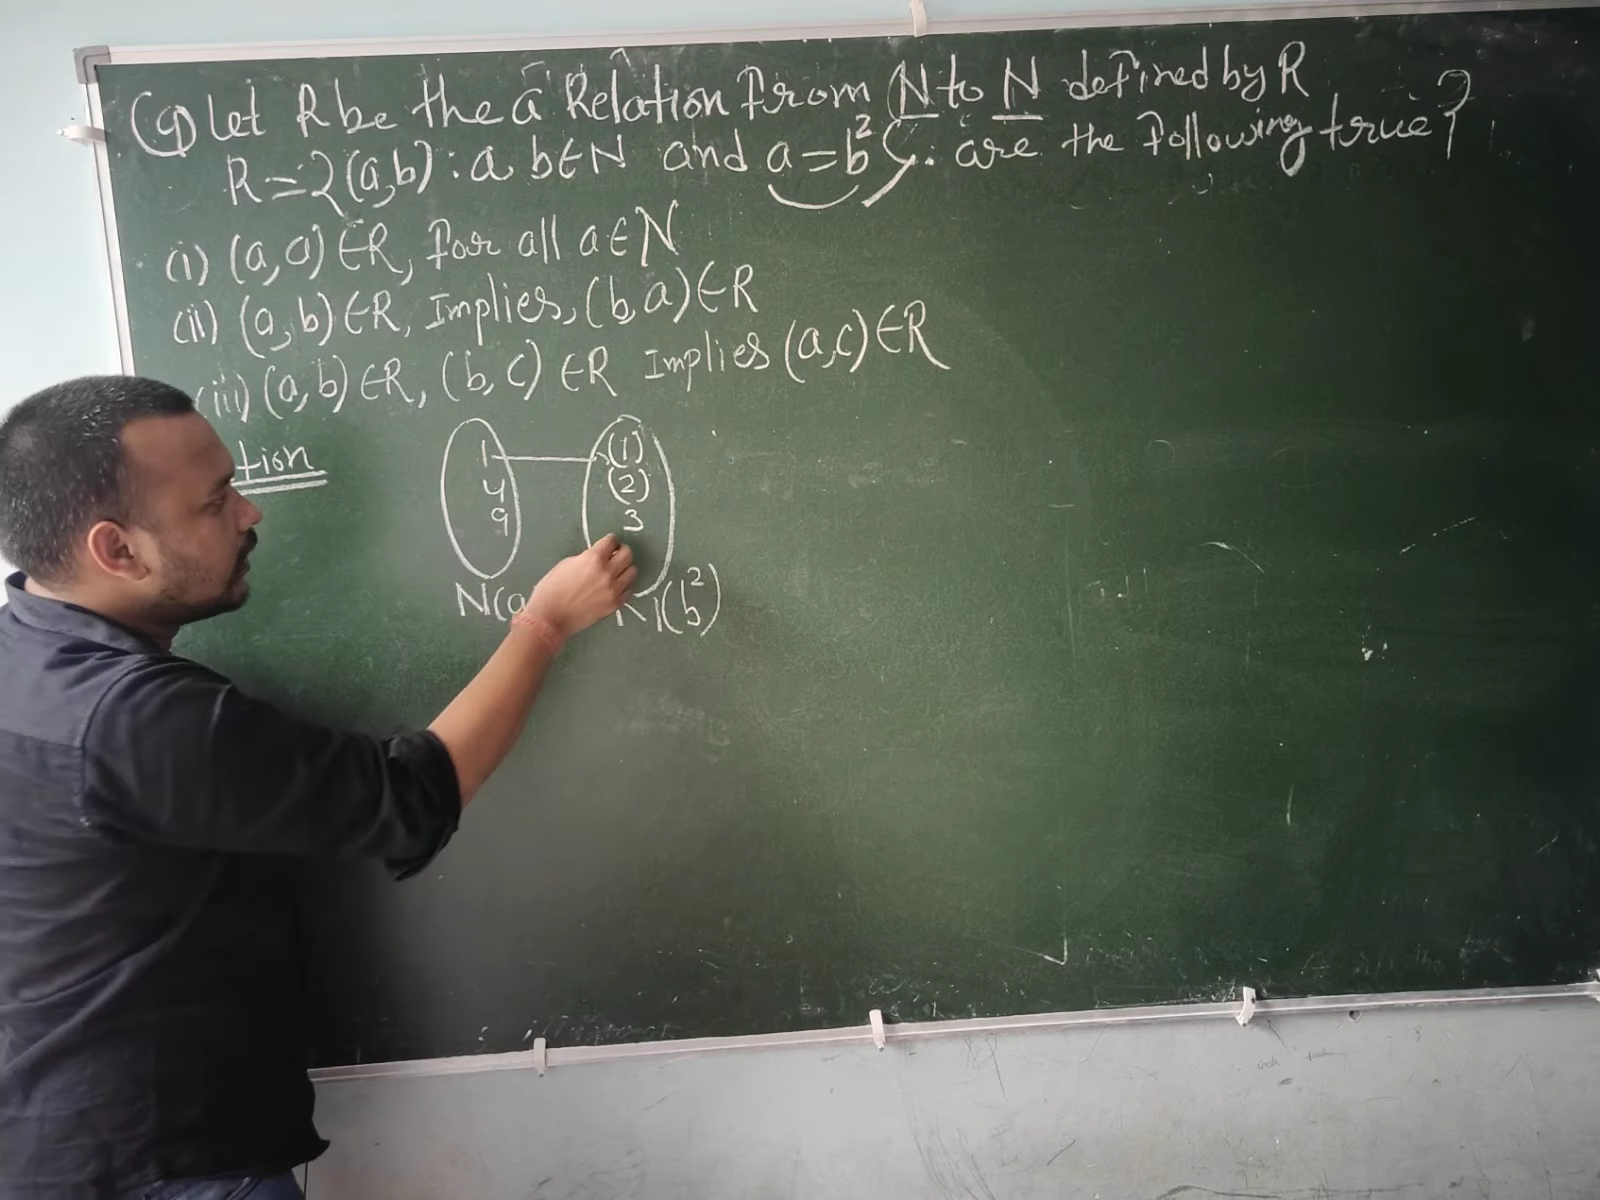 (Q) Let R be the a Relation from N to N defined by R
R={(a,b):a, b∈N and a=b²}. are the following true?
(i) (a,a)∈R, for all a∈N
(ii) (a,b)∈R, Implies,(b,a)∈R
(iii) (a,b)∈R, (b,c)∈R Implies (a,c)∈R
tion
1 (1)
4 (2)
9 3
N(a N(b²)